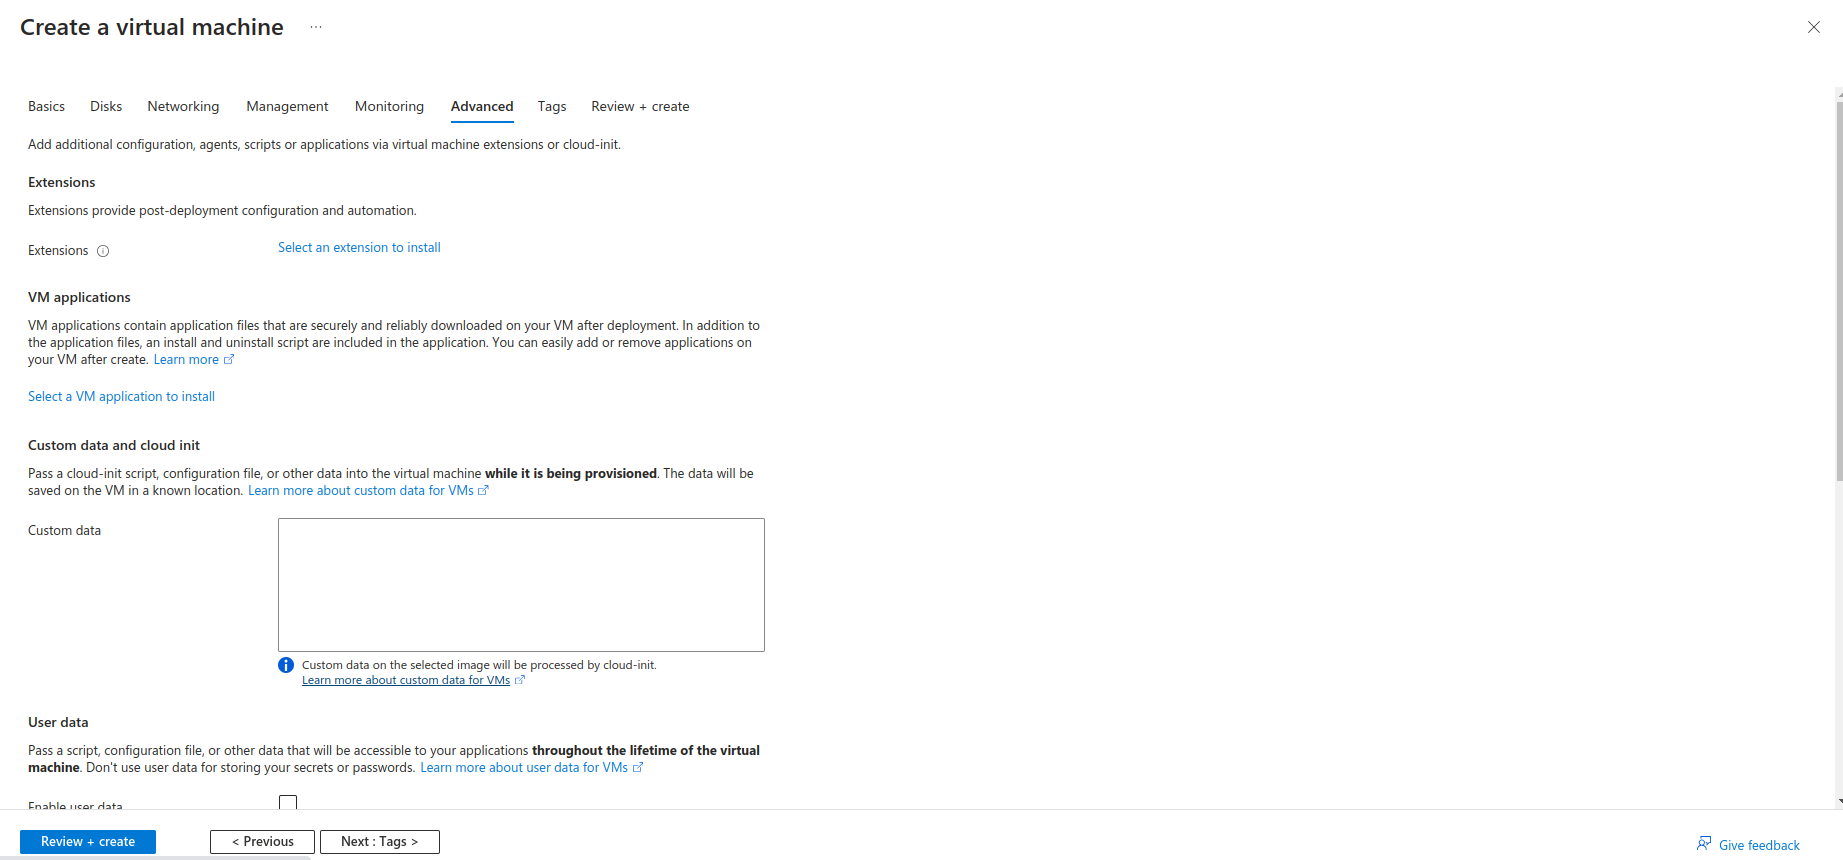 Create a virtual machine ...
Basics Disks Networking Management Monitoring Advanced Tags Review + create
Add additional configuration, agents, scripts or applications via virtual machine extensions or cloud-init.
Extensions
Extensions provide post-deployment configuration and automation.
Extensions Select an extension to install
VM applications
VM applications contain application files that are securely and reliably downloaded on your VM after deployment. In addition to
the application files, an install and uninstall script are included in the application. You can easily add or remove applications on
your VM after create. Learn more
Select a VM application to install
Custom data and cloud init
Pass a cloud-init script, configuration file, or other data into the virtual machine while it is being provisioned. The data will be
saved on the VM in a known location. Learn more about custom data for VMs
Custom data
Custom data on the selected image will be processed by cloud-init.
Learn more about custom data for VMs
User data
Pass a script, configuration file, or other data that will be accessible to your applications throughout the lifetime of the virtual
machine. Don't use user data for storing your secrets or passwords. Learn more about user data for VMs
Enable user data
Review + create < Previous Next : Tags > Give feedback